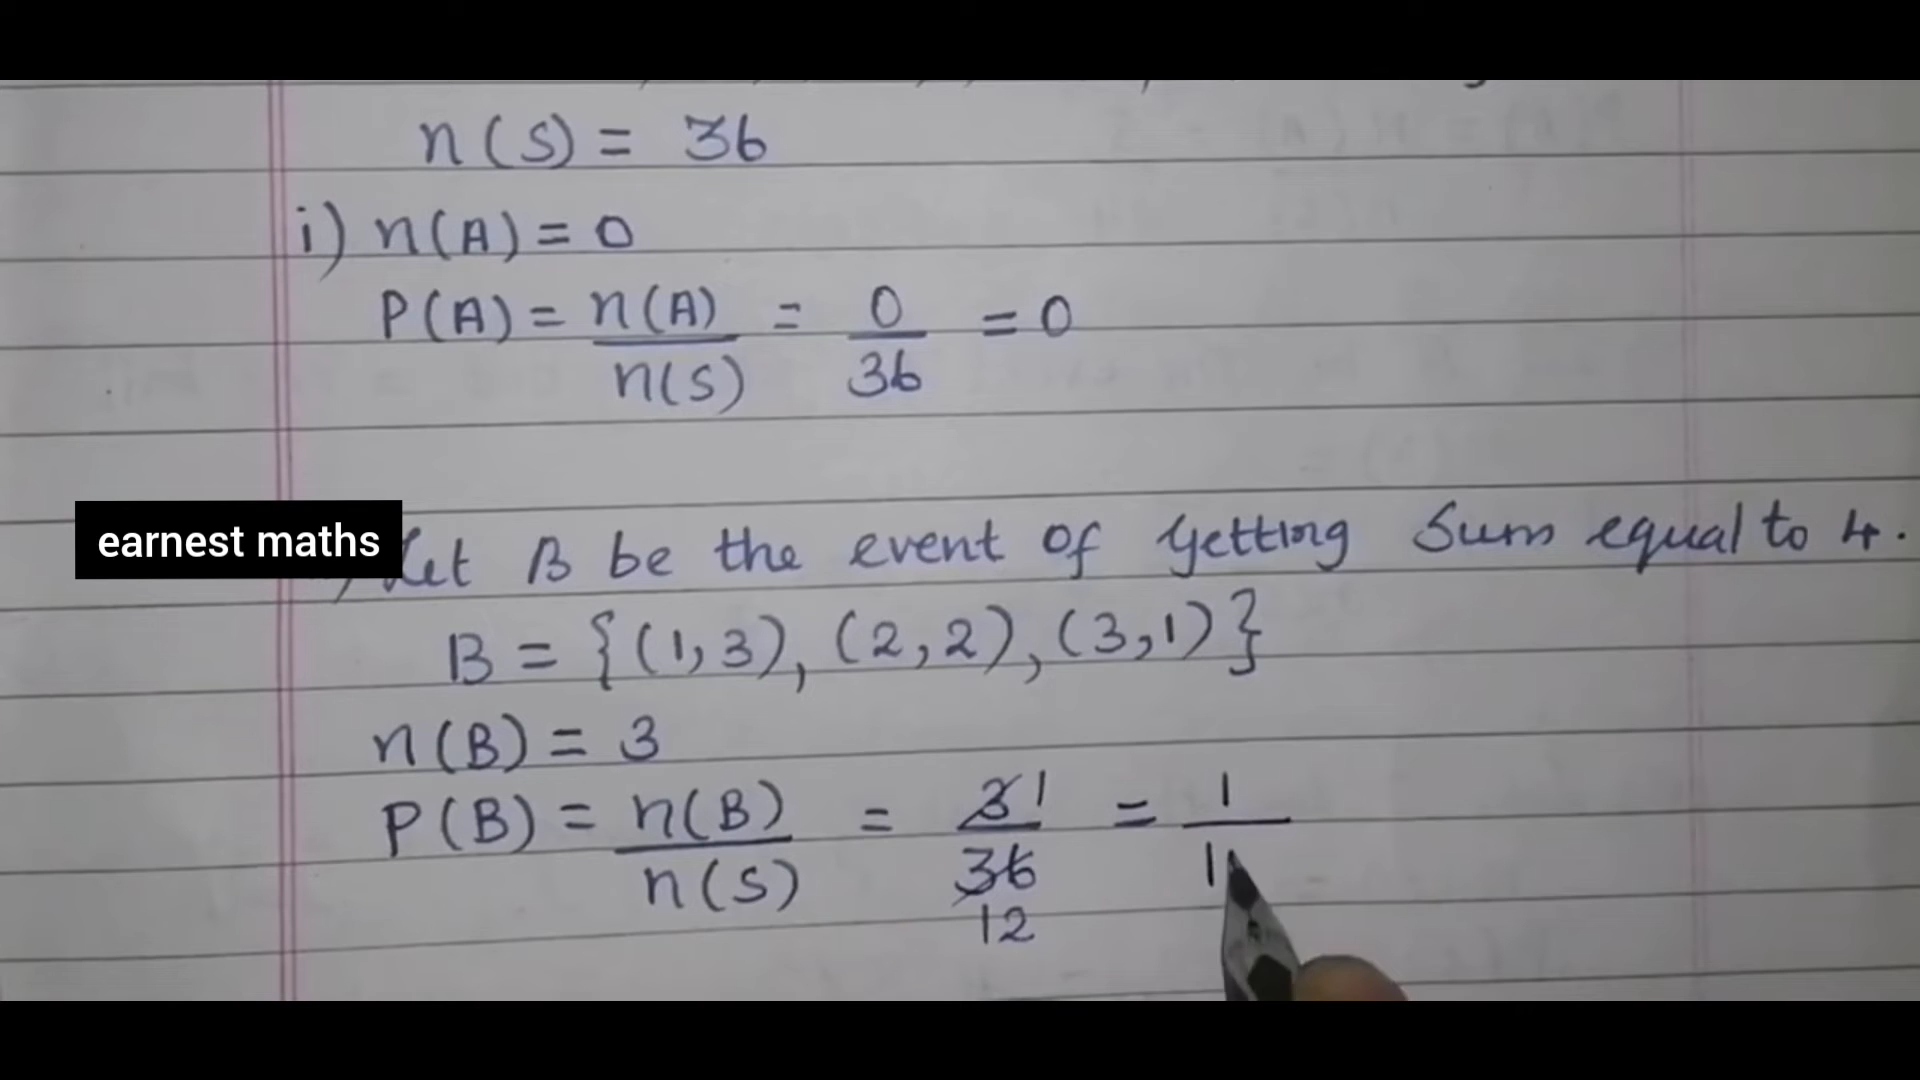 n(S) = 36
i) n(A) = 0
P(A) = n(A) / n(S) = 0 / 36 = 0
earnest maths
Let B be the event of getting Sum equal to 4.
B = {(1,3), (2,2), (3,1)}
n(B) = 3
P(B) = n(B) / n(S) = 3 1 / 36 12 = 1 / 1